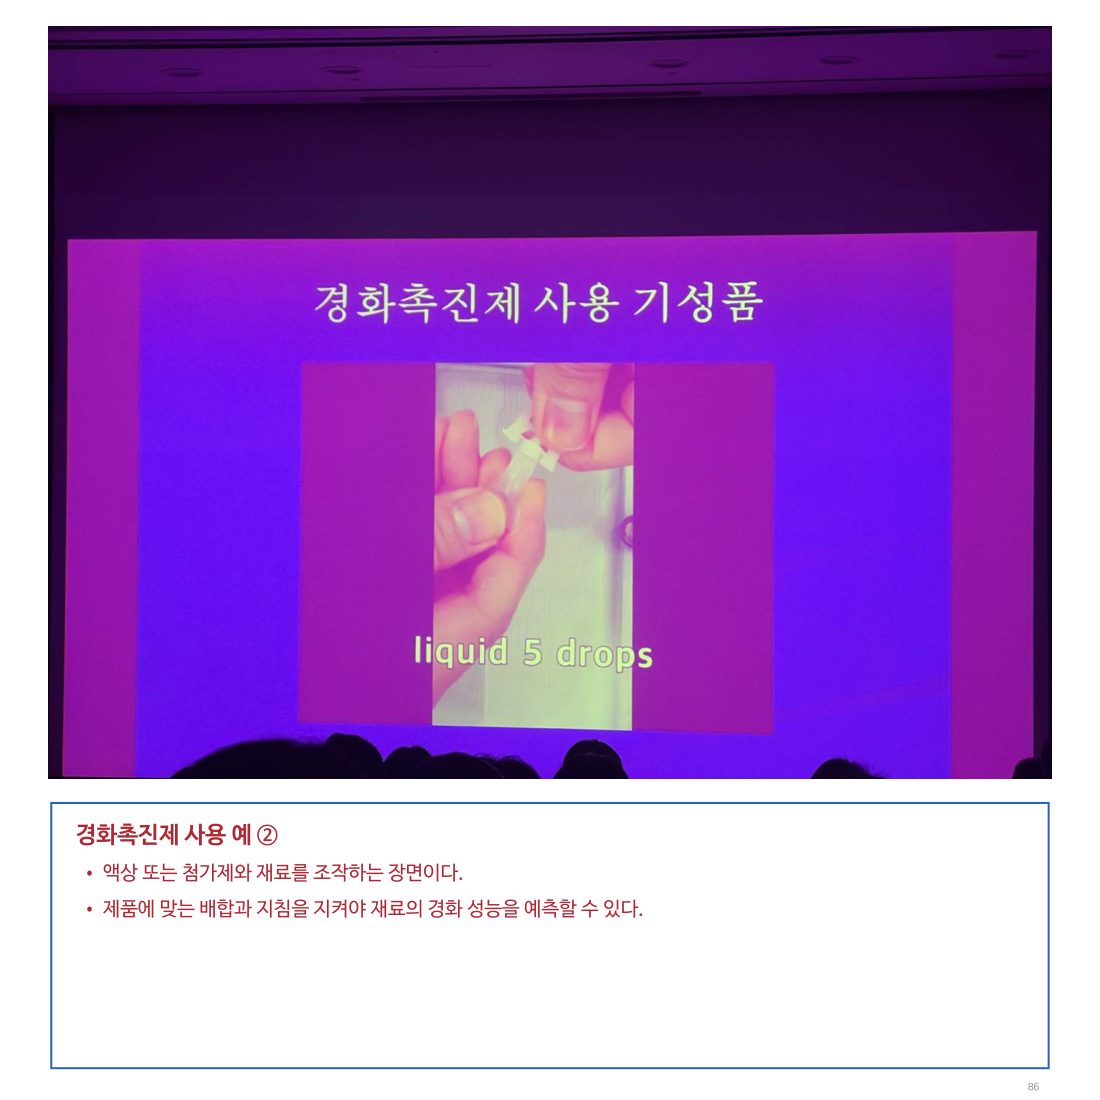 경화촉진제 사용 기성품
liquid 5 drops
경화촉진제 사용 예 ②
• 액상 또는 첨가제와 재료를 조작하는 장면이다.
• 제품에 맞는 배합과 지침을 지켜야 재료의 경화 성능을 예측할 수 있다.
86